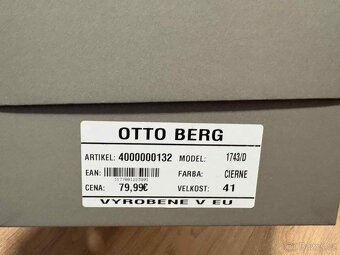 OTTO BERG
ARTIKEL: 4000000132 MODEL: 1743/D
EAN: FARBA: CIERNE
CENA: 79,99€ VELKOST: 41
VYROBENE V EU